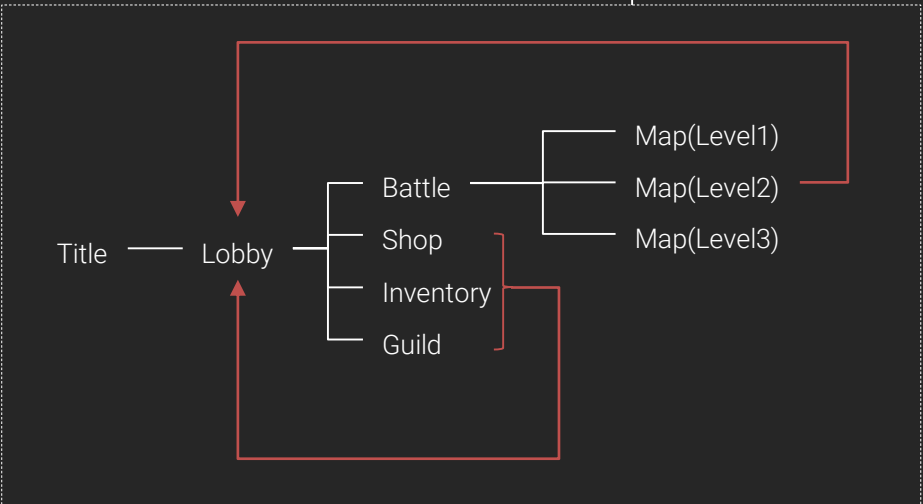 Title
Lobby
Battle
Shop
Inventory
Guild
Map(Level1)
Map(Level2)
Map(Level3)